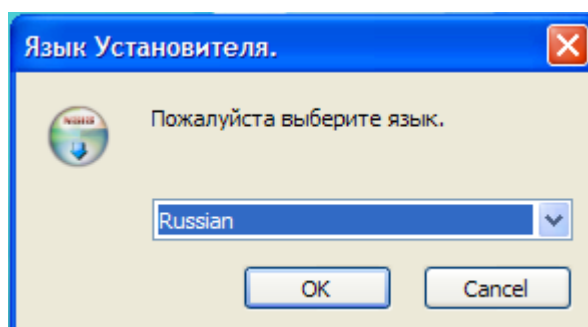 Язык Установителя.
Пожалуйста выберите язык.
Russian
OK
Cancel